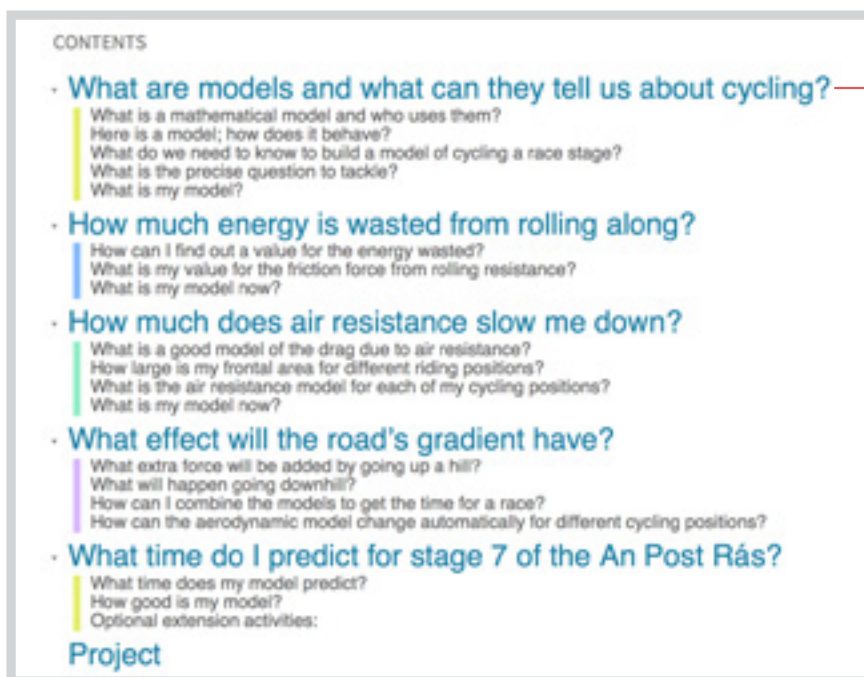 CONTENTS
What are models and what can they tell us about cycling?
What is a mathematical model and who uses them?
Here is a model; how does it behave?
What do we need to know to build a model of cycling a race stage?
What is the precise question to tackle?
What is my model?
How much energy is wasted from rolling along?
How can I find out a value for the energy wasted?
What is my value for the friction force from rolling resistance?
What is my model now?
How much does air resistance slow me down?
What is a good model of the drag due to air resistance?
How large is my frontal area for different riding positions?
What is the air resistance model for each of my cycling positions?
What is my model now?
What effect will the road's gradient have?
What extra force will be added by going up a hill?
What will happen going downhill?
How can I combine the models to get the time for a race?
How can the aerodynamic model change automatically for different cycling positions?
What time do I predict for stage 7 of the An Post Rás?
What time does my model predict?
How good is my model?
Optional extension activities:
Project